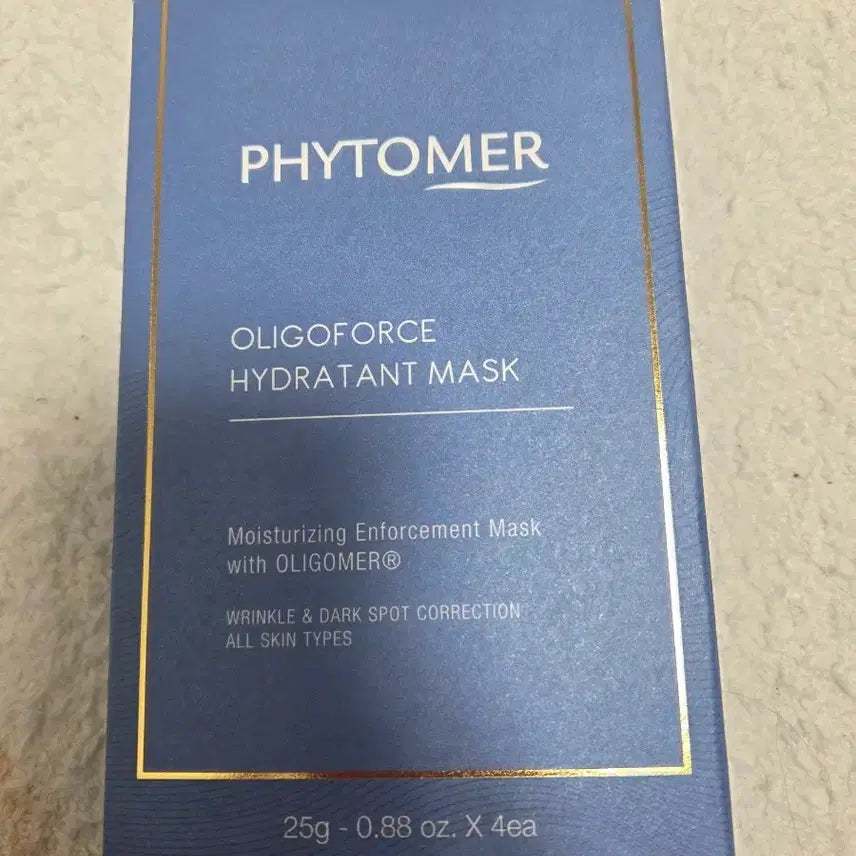 PHYTOMER
OLIGOFORCE
HYDRATANT MASK
Moisturizing Enforcement Mask
with OLIGOMER®
WRINKLE & DARK SPOT CORRECTION
ALL SKIN TYPES
25g - 0.88 oz. X 4ea